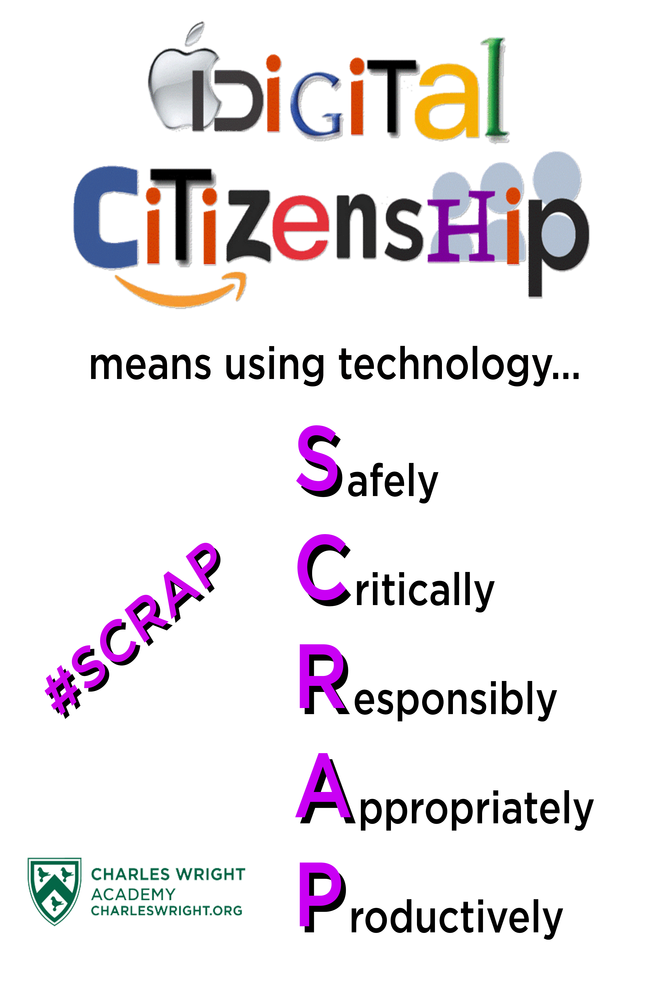 DiGiTal
CiTizensHip
means using technology...
Safely
Critically
#SCRAP
Responsibly
Appropriately
CHARLES WRIGHT
ACADEMY
CHARLESWRIGHT.ORG
Productively